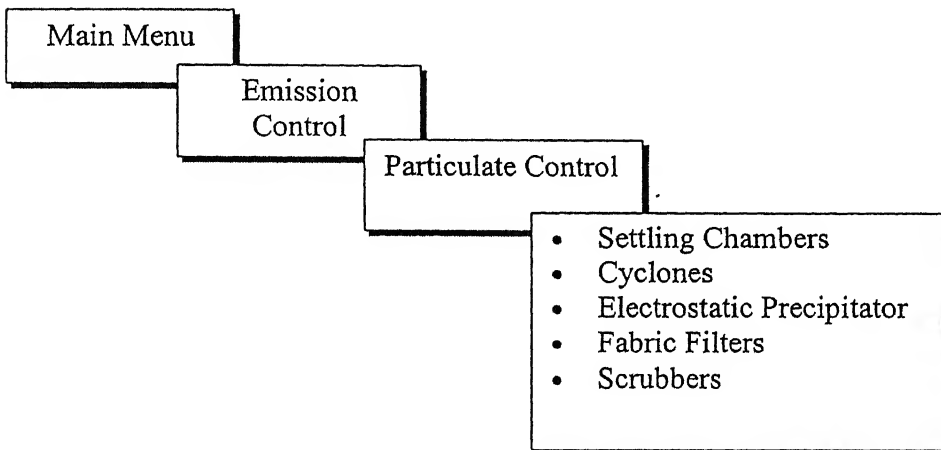 Main Menu
Emission
Control
Particulate Control
• Settling Chambers
• Cyclones
• Electrostatic Precipitator
• Fabric Filters
• Scrubbers